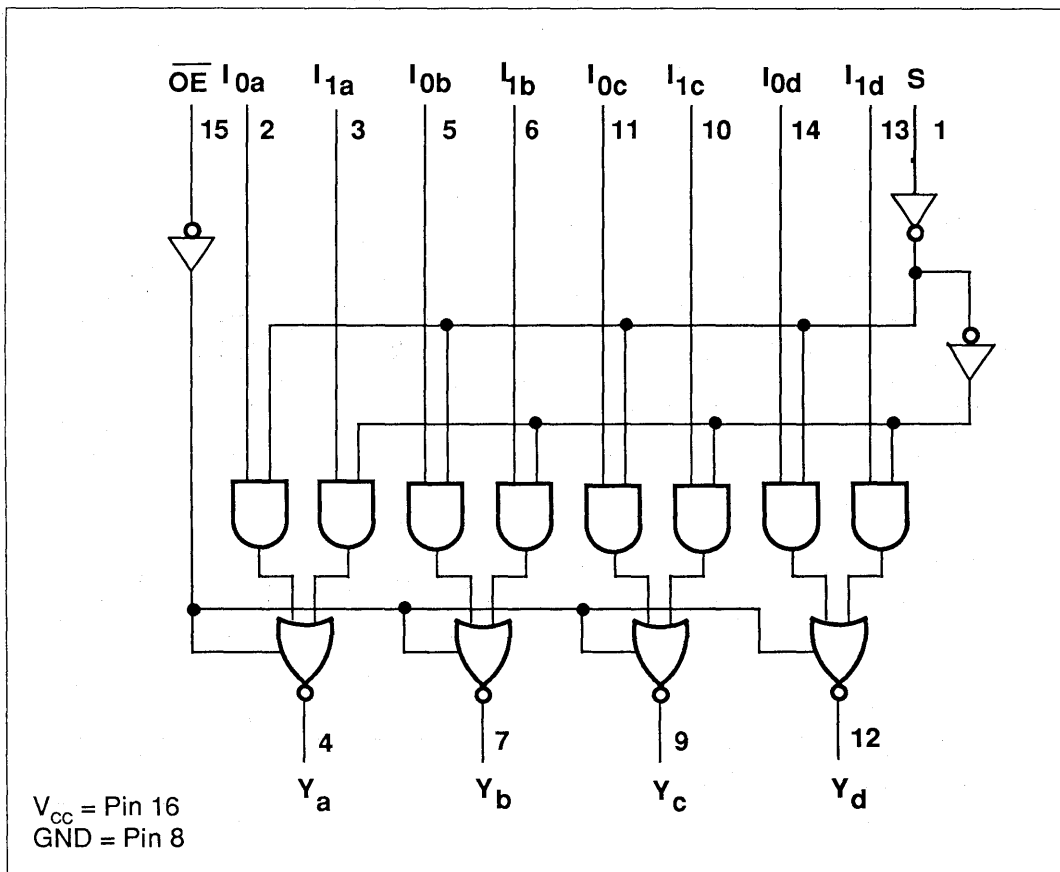 OE I0a I1a I0b I1b I0c I1c I0d I1d S
15 2 3 5 6 11 10 14 13 1
4 7 9 12
Ya Yb Yc Yd
VCC = Pin 16
GND = Pin 8